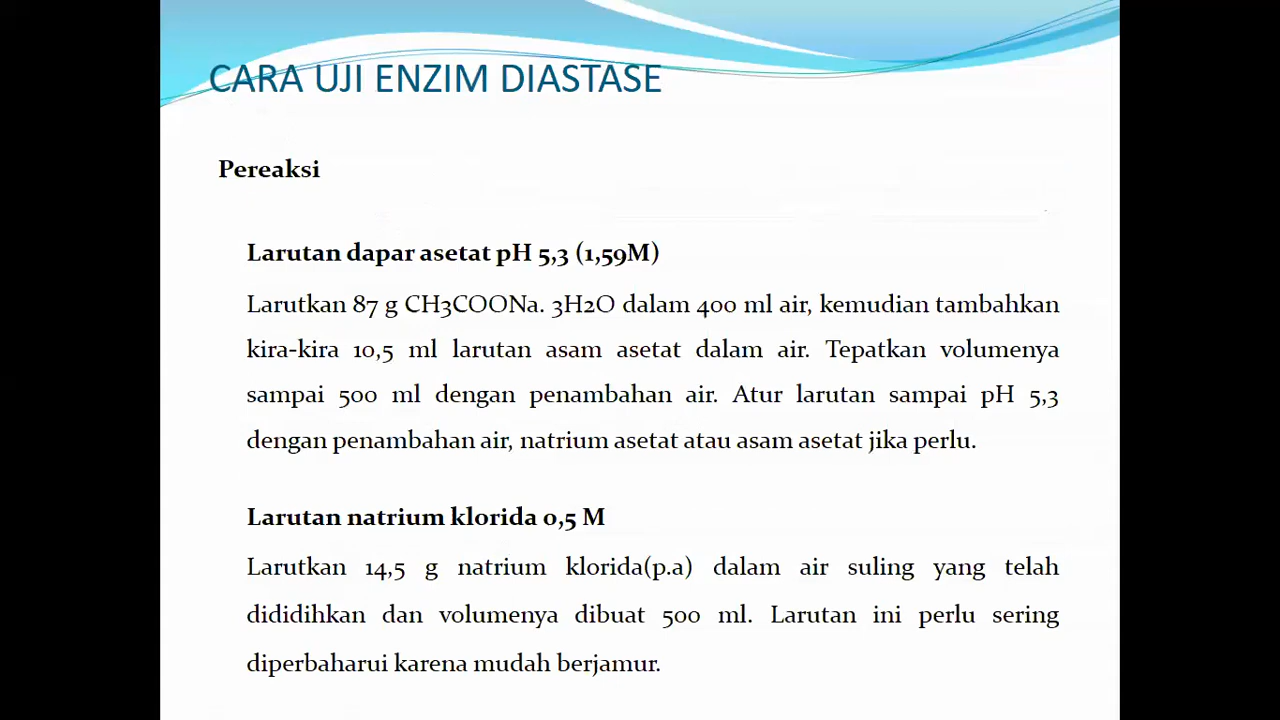 CARA UJI ENZIM DIASTASE
Pereaksi
Larutan dapar asetat pH 5,3 (1,59M)
Larutkan 87 g CH3COONa. 3H2O dalam 400 ml air, kemudian tambahkan
kira-kira 10,5 ml larutan asam asetat dalam air. Tepatkan volumenya
sampai 500 ml dengan penambahan air. Atur larutan sampai pH 5,3
dengan penambahan air, natrium asetat atau asam asetat jika perlu.
Larutan natrium klorida 0,5 M
Larutkan 14,5 g natrium klorida(p.a) dalam air suling yang telah
dididihkan dan volumenya dibuat 500 ml. Larutan ini perlu sering
diperbaharui karena mudah berjamur.